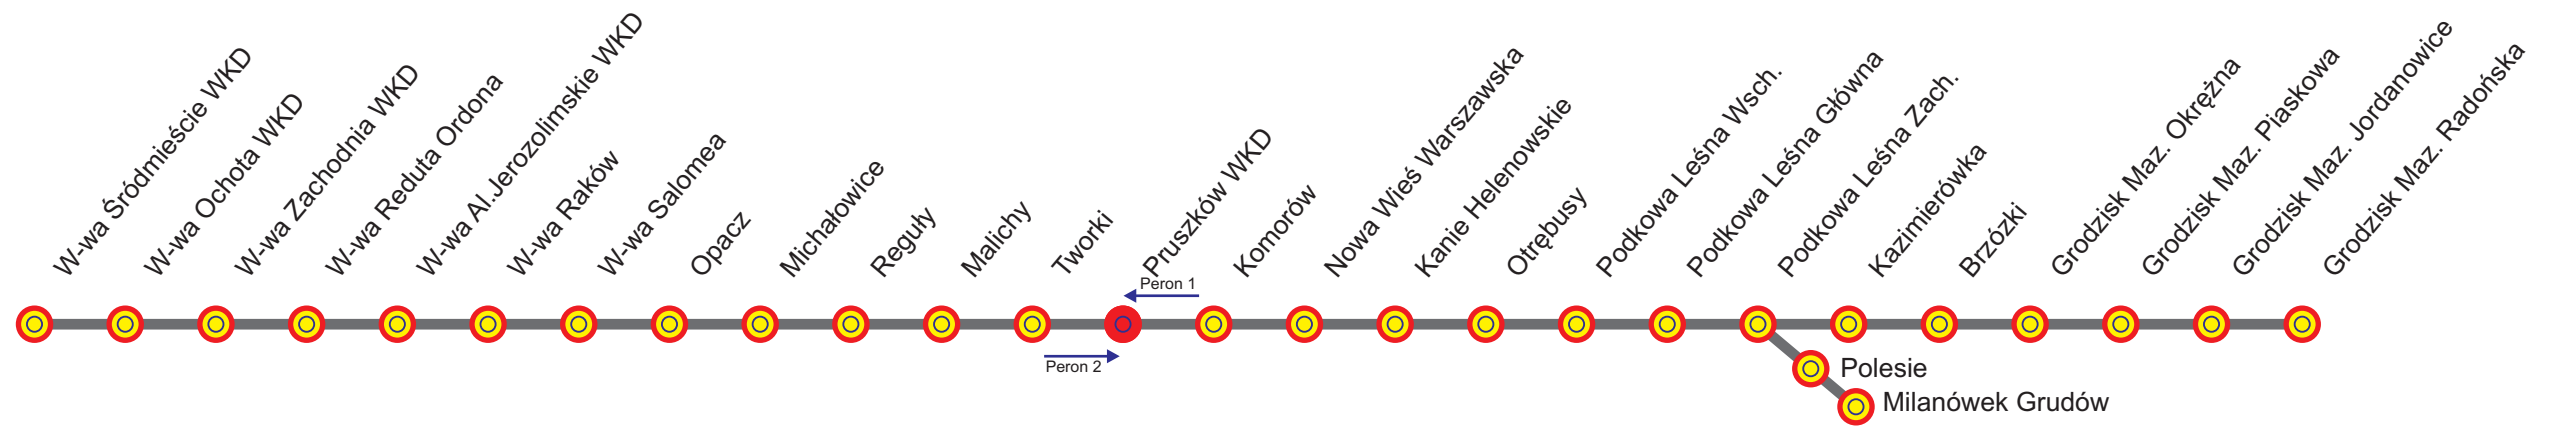 W-wa Śródmieście WKD
W-wa Ochota WKD
W-wa Zachodnia WKD
W-wa Reduta Ordona
W-wa Al.Jerozolimskie WKD
W-wa Raków
W-wa Salomea
Opacz
Michałowice
Reguły
Malichy
Tworki
Pruszków WKD
Komorów
Nowa Wieś Warszawska
Kanie Helenowskie
Otrębusy
Podkowa Leśna Wsch.
Podkowa Leśna Główna
Podkowa Leśna Zach.
Kazimierówka
Brzózki
Grodzisk Maz. Okrężna
Grodzisk Maz. Piaskowa
Grodzisk Maz. Jordanowice
Grodzisk Maz. Radońska
Peron 1
Peron 2
Polesie
Milanówek Grudów